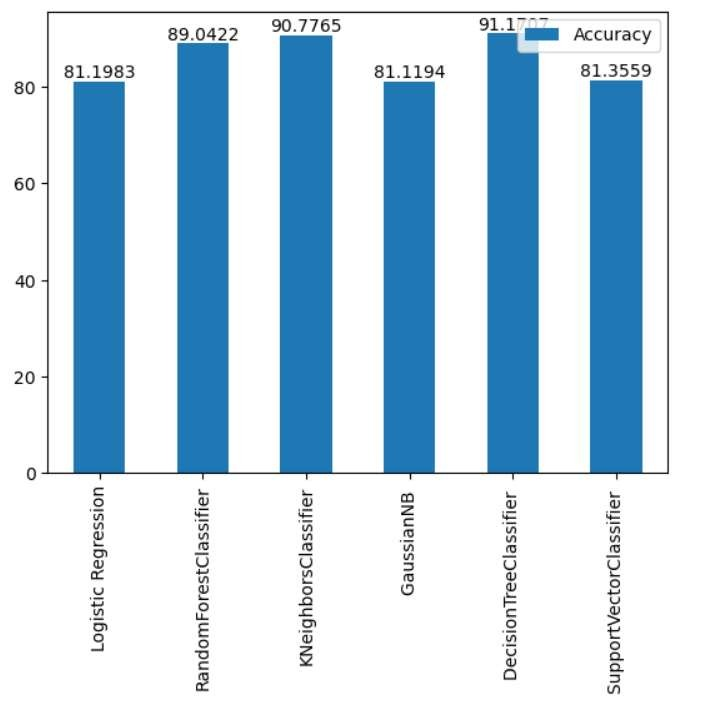 91.1707
90.7765
89.0422
81.1983
81.1194
81.3559
Accuracy
80
60
40
20
0
Logistic Regression
RandomForestClassifier
KNeighborsClassifier
GaussianNB
DecisionTreeClassifier
SupportVectorClassifier